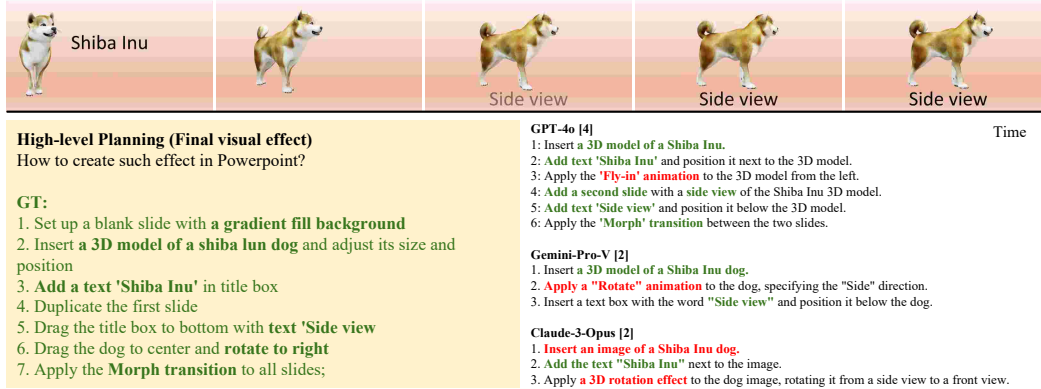 Shiba Inu
Side view
Side view
Side view
Time
High-level Planning (Final visual effect)
How to create such effect in Powerpoint?
GT:
1. Set up a blank slide with a gradient fill background
2. Insert a 3D model of a shiba lun dog and adjust its size and
position
3. Add a text 'Shiba Inu' in title box
4. Duplicate the first slide
5. Drag the title box to bottom with text 'Side view
6. Drag the dog to center and rotate to right
7. Apply the Morph transition to all slides;
GPT-4o [4]
1: Insert a 3D model of a Shiba Inu.
2: Add text 'Shiba Inu' and position it next to the 3D model.
3: Apply the 'Fly-in' animation to the 3D model from the left.
4: Add a second slide with a side view of the Shiba Inu 3D model.
5: Add text 'Side view' and position it below the 3D model.
6: Apply the 'Morph' transition between the two slides.
Gemini-Pro-V [2]
1. Insert a 3D model of a Shiba Inu dog.
2. Apply a "Rotate" animation to the dog, specifying the "Side" direction.
3. Insert a text box with the word "Side view" and position it below the dog.
Claude-3-Opus [2]
1. Insert an image of a Shiba Inu dog.
2. Add the text "Shiba Inu" next to the image.
3. Apply a 3D rotation effect to the dog image, rotating it from a side view to a front view.